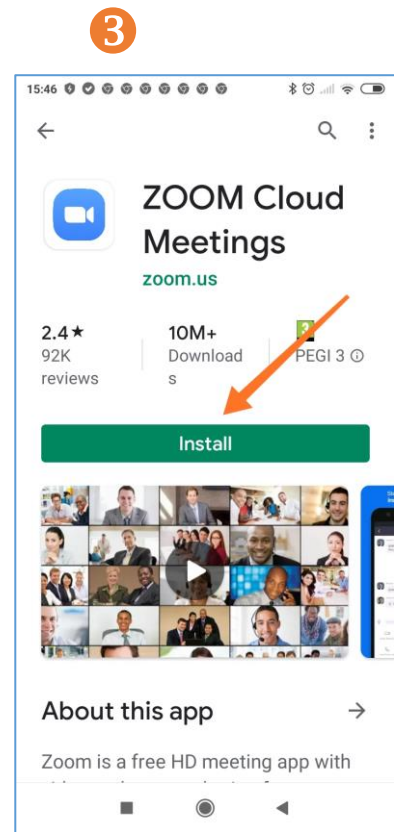 3
15:46
ZOOM Cloud
Meetings
zoom.us
2.4★ 10M+ 3
92K Download PEGI 3
reviews s
Install
About this app
Zoom is a free HD meeting app with